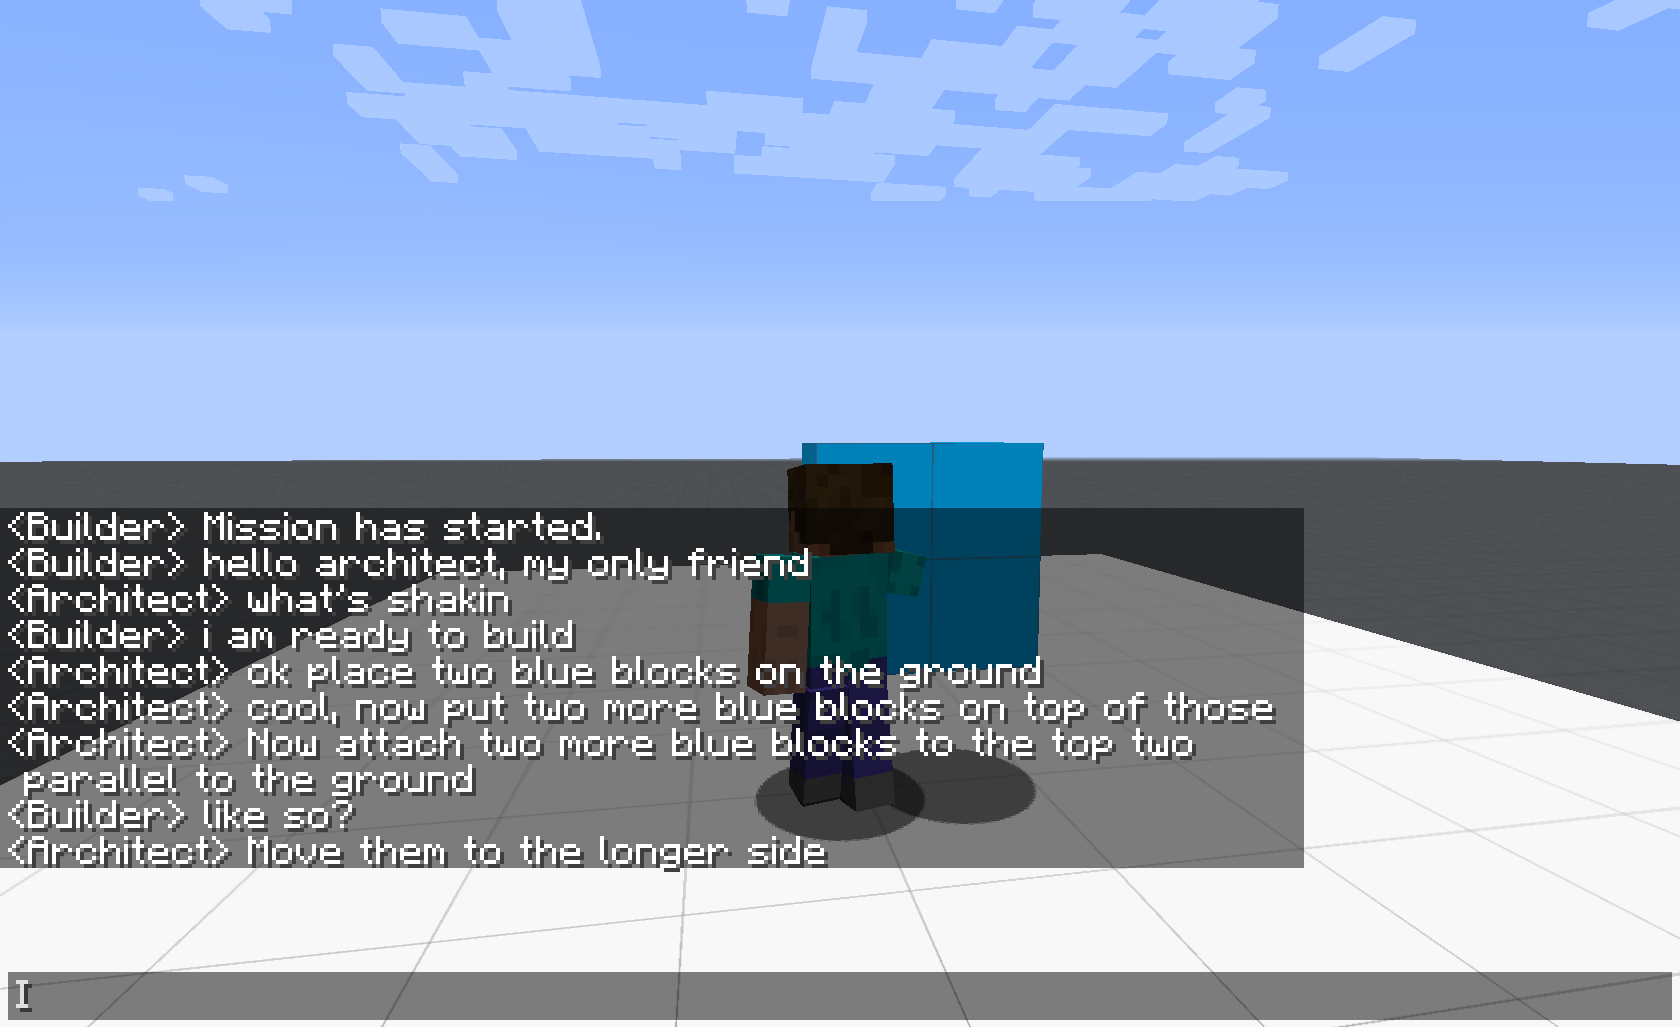 <Builder> Mission has started.
<Builder> hello architect, my only friend
<Architect> what's shakin
<Builder> i am ready to build
<Architect> ok place two blue blocks on the ground
<Architect> cool, now put two more blue blocks on top of those
<Architect> Now attach two more blue blocks to the top two
parallel to the ground
<Builder> like so?
<Architect> Move them to the longer side